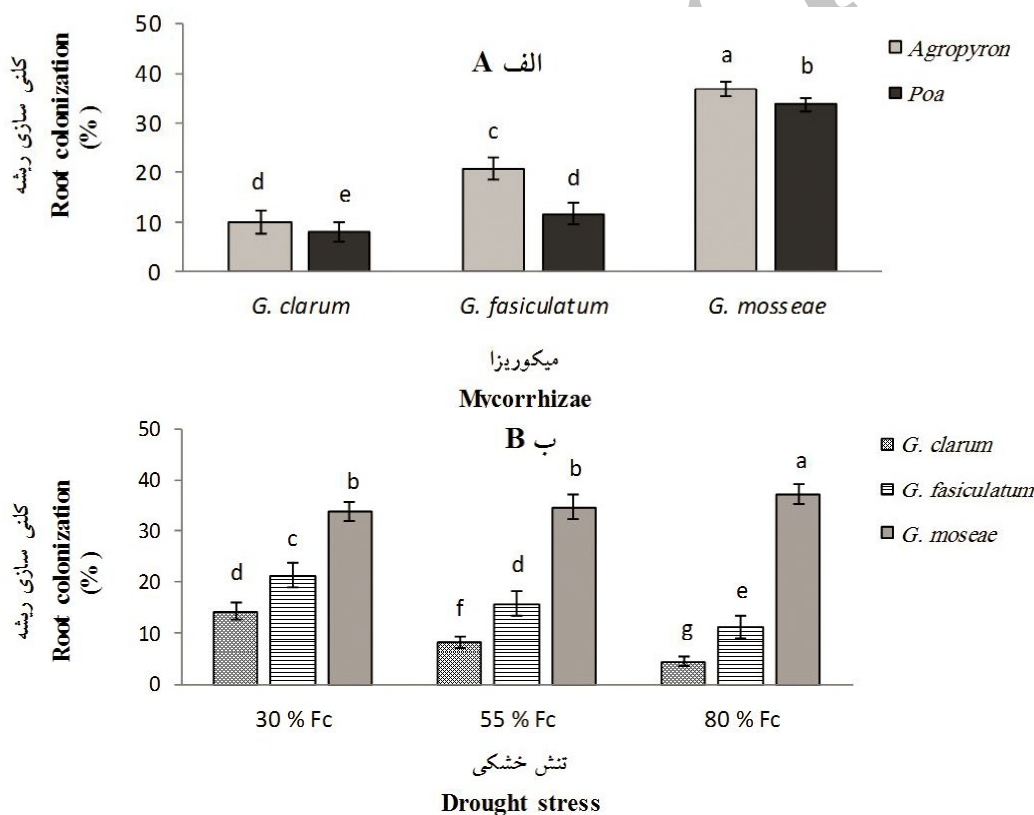 الف A
کلنی سازی ریشه
Root colonization
(%)
50
40
30
20
10
0
a
b
c
d
d
e
Agropyron
Poa
G. clarum
G. fasiculatum
G. mosseae
میکوریزا
Mycorrhizae
ب B
کلنی سازی ریشه
Root colonization
(%)
50
40
30
20
10
0
d
c
b
f
d
b
g
e
a
G. clarum
G. fasiculatum
G. moseae
30 % Fc
55 % Fc
80 % Fc
تنش خشکی
Drought stress